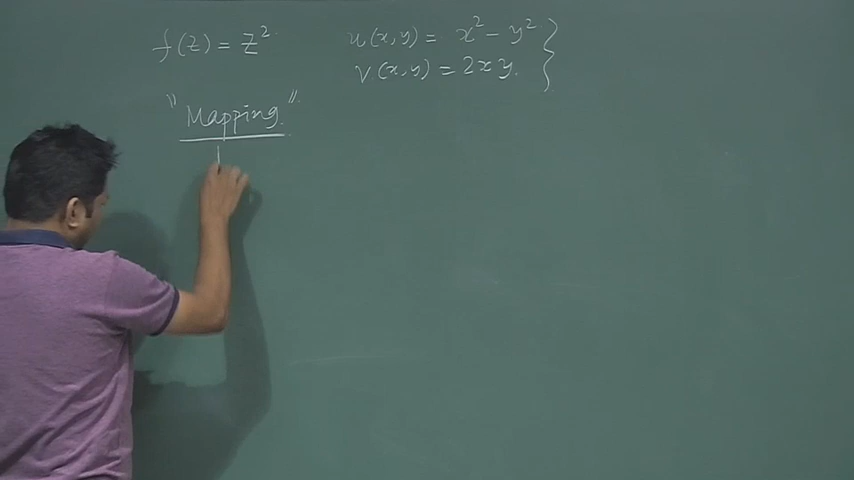 f(z) = z²
u(x,y) = x² - y²
v(x,y) = 2xy.
"Mapping."